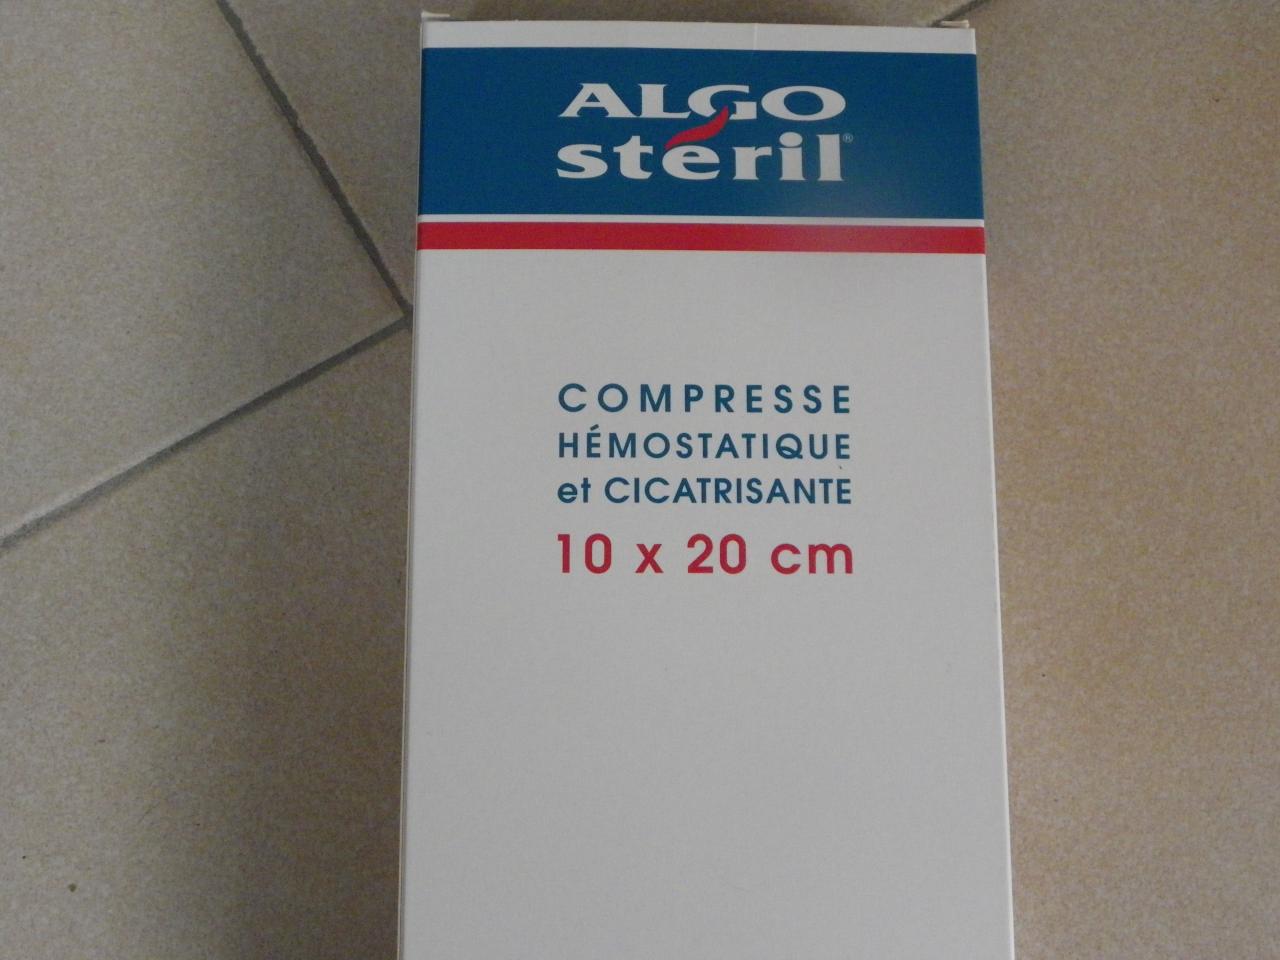 ALGO
stéril®
COMPRESSE
HÉMOSTATIQUE
et CICATRISANTE
10 x 20 cm